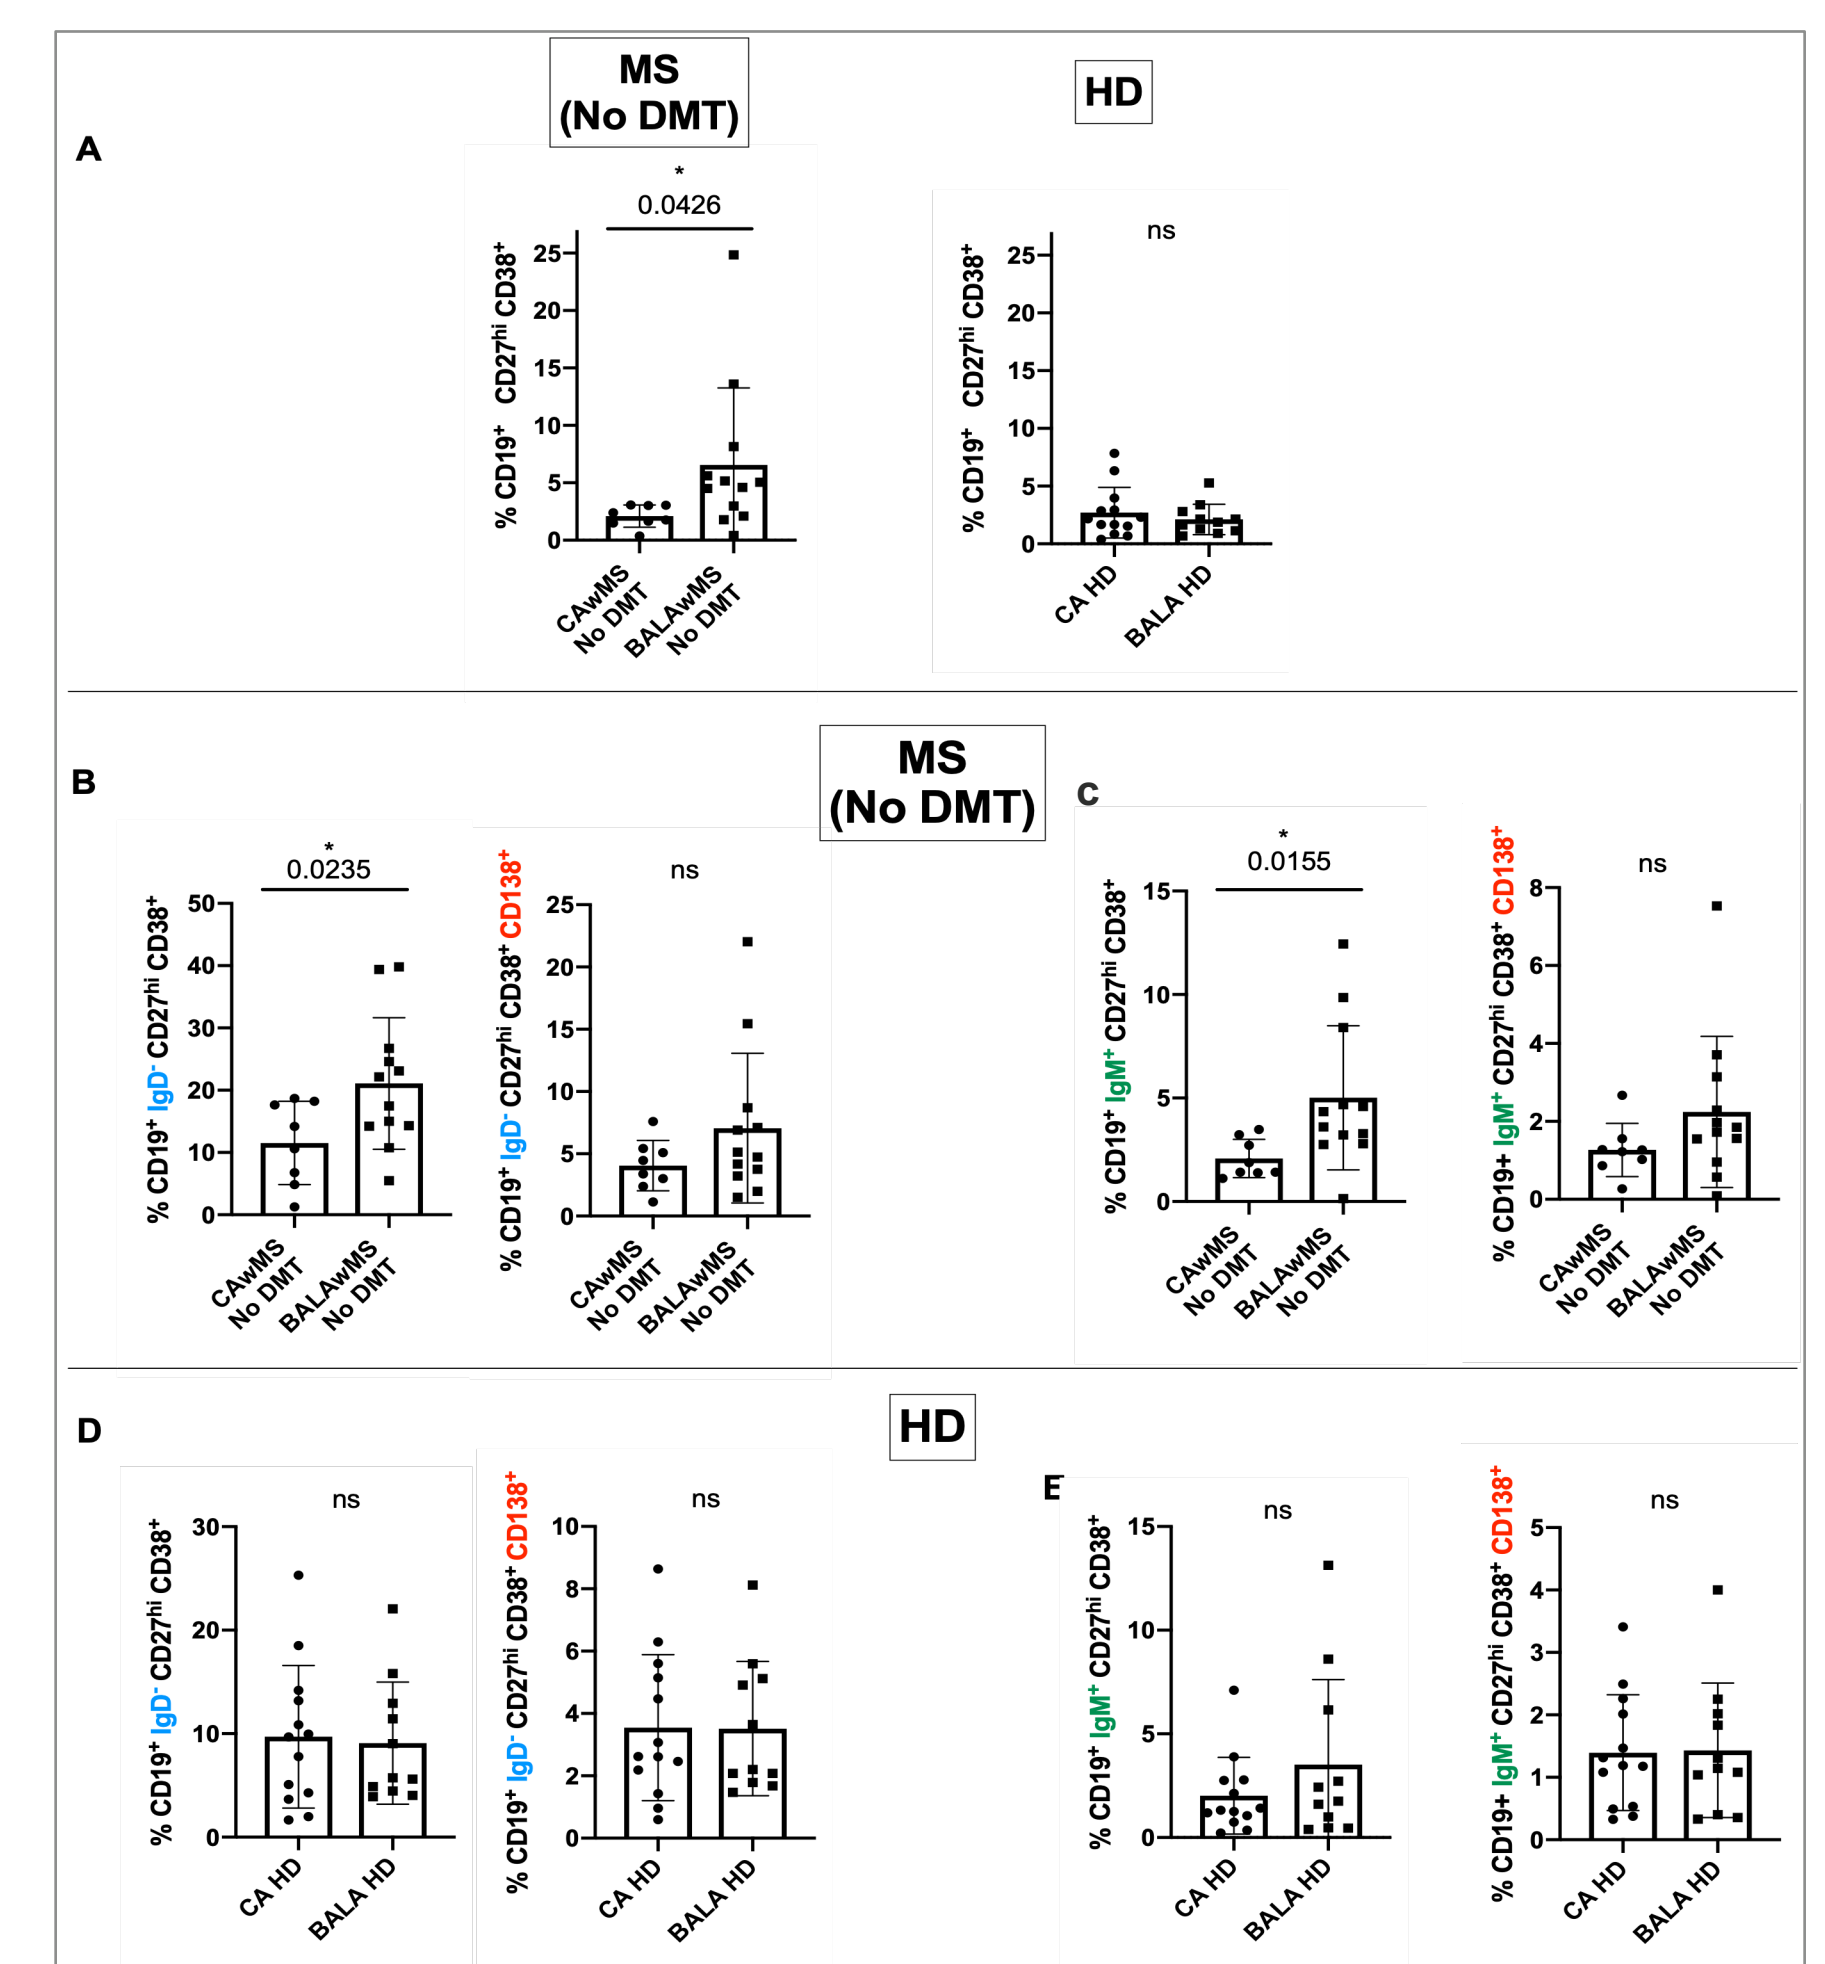 MS
(No DMT)
HD
A
*
0.0426
% CD19+ CD27hi CD38+
25
20
15
10
5
0
CAwMS
No DMT
BALAwMS
No DMT
ns
% CD19+ CD27hi CD38+
25
20
15
10
5
0
CA HD
BALA HD
MS
(No DMT)
B
*
0.0235
% CD19+ IgD- CD27hi CD38+
50
40
30
20
10
0
CAwMS
No DMT
BALAwMS
No DMT
ns
% CD19+ IgD- CD27hi CD38+ CD138+
25
20
15
10
5
0
CAwMS
No DMT
BALAwMS
No DMT
C
*
0.0155
% CD19+ IgM+ CD27hi CD38+
15
10
5
0
CAwMS
No DMT
BALAwMS
No DMT
ns
% CD19+ IgM+ CD27hi CD38+ CD138+
8
6
4
2
0
CAwMS
No DMT
BALAwMS
No DMT
HD
D
ns
% CD19+ IgD- CD27hi CD38+
30
20
10
0
CA HD
BALA HD
ns
% CD19+ IgD- CD27hi CD38+ CD138+
10
8
6
4
2
0
CA HD
BALA HD
E
ns
% CD19+ IgM+ CD27hi CD38+
15
10
5
0
CA HD
BALA HD
ns
% CD19+ IgM+ CD27hi CD38+ CD138+
5
4
3
2
1
0
CA HD
BALA HD